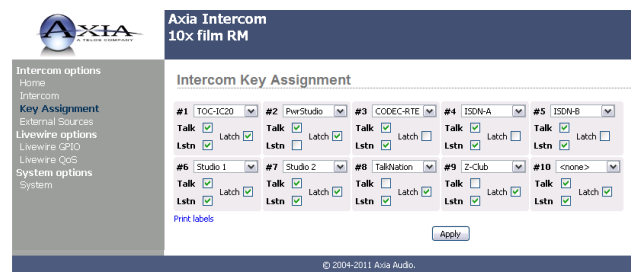 AXIA
A TELOS COMPANY
Axia Intercom
10x film RM
Intercom options
Home
Intercom
Key Assignment
External Sources
Livewire options
Livewire GPIO
Livewire QoS
System options
System
Intercom Key Assignment
#1 TOC-IC20 #2 PwrStudio #3 CODEC-RTE #4 ISDN-A #5 ISDN-B
Talk Latch Talk Latch Talk Latch Talk Latch Talk Latch
Lstn Lstn Lstn Lstn Lstn
#6 Studio 1 #7 Studio 2 #8 TalkNation #9 Z-Club #10 <none>
Talk Latch Talk Latch Talk Latch Talk Latch Talk Latch
Lstn Lstn Lstn Lstn Lstn
Print labels
Apply
© 2004-2011 Axia Audio.